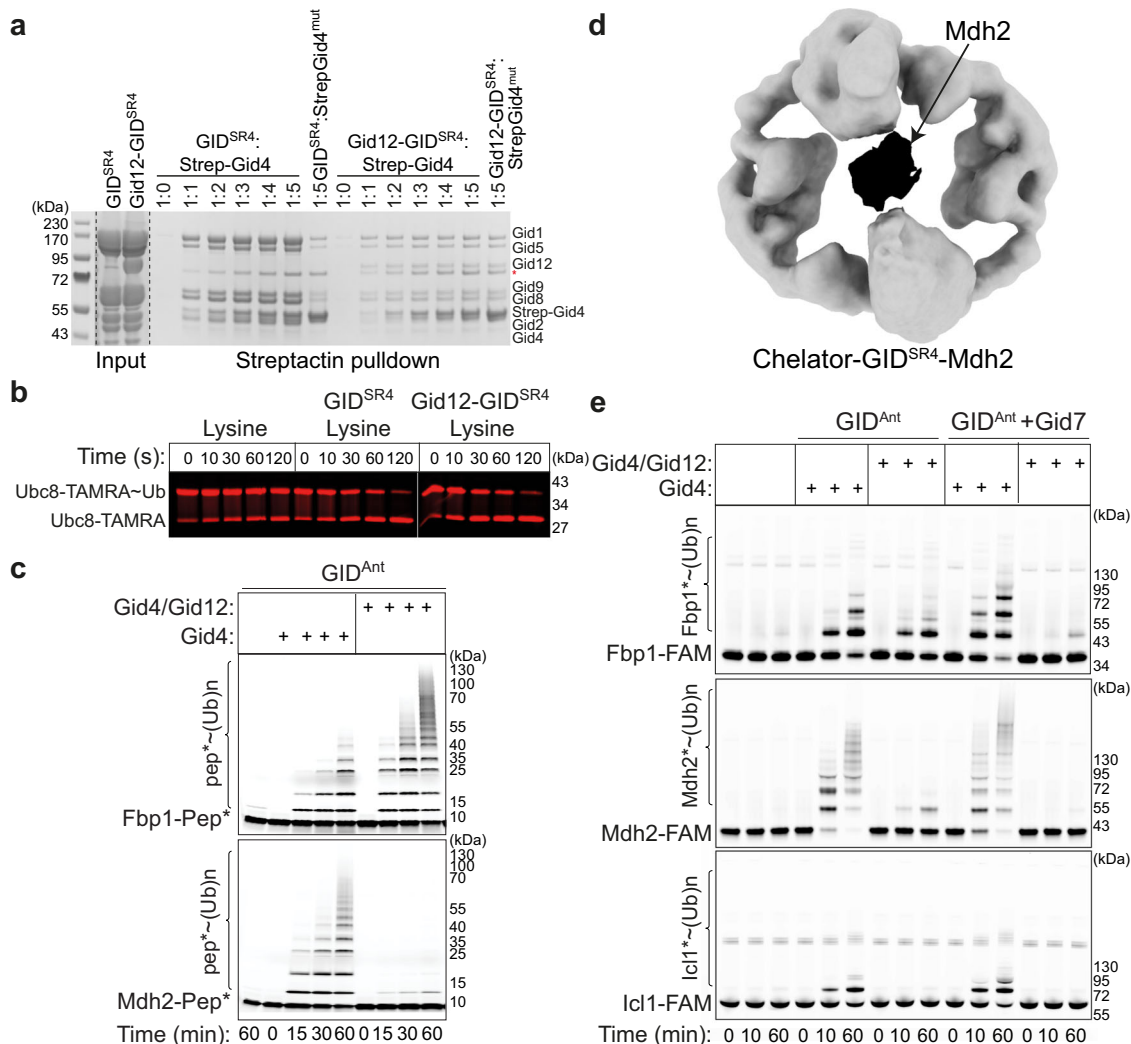 a
GID^SR4
Gid12-GID^SR4
GID^SR4:
Strep-Gid4
1:0
1:1
1:2
1:3
1:4
1:5
1:5 GID^SR4:StrepGid4^mut
Gid12-GID^SR4:
Strep-Gid4
1:0
1:1
1:2
1:3
1:4
1:5
1:5 Gid12-GID^SR4:
StrepGid4^mut
(kDa)
230
170
95
72
55
43
Gid1
Gid5
Gid12
*
Gid9
Gid8
Strep-Gid4
Gid2
Gid4
Input
Streptactin pulldown
b
GID^SR4 Gid12-GID^SR4
Lysine Lysine Lysine
Time (s): 0 10 30 60 120 0 10 30 60 120 0 10 30 60 120 (kDa)
Ubc8-TAMRA~Ub
Ubc8-TAMRA
43
34
27
c
GID^Ant
Gid4/Gid12: + + + +
Gid4: + + + +
(kDa)
130
100
70
55
40
35
25
15
10
pep*~(Ub)n
Fbp1-Pep*
(kDa)
130
100
70
55
40
35
25
15
10
pep*~(Ub)n
Mdh2-Pep*
Time (min): 60 0 15 30 60 0 15 30 60
d
Mdh2
Chelator-GID^SR4-Mdh2
e
GID^Ant GID^Ant +Gid7
Gid4/Gid12: + + + + + +
Gid4: + + + + + +
(kDa)
130
95
72
55
43
34
Fbp1*~(Ub)n
Fbp1-FAM
(kDa)
130
95
72
55
43
Mdh2*~(Ub)n
Mdh2-FAM
(kDa)
130
95
72
55
Icl1*~(Ub)n
Icl1-FAM
Time (min): 0 10 60 0 10 60 0 10 60 0 10 60 0 10 60